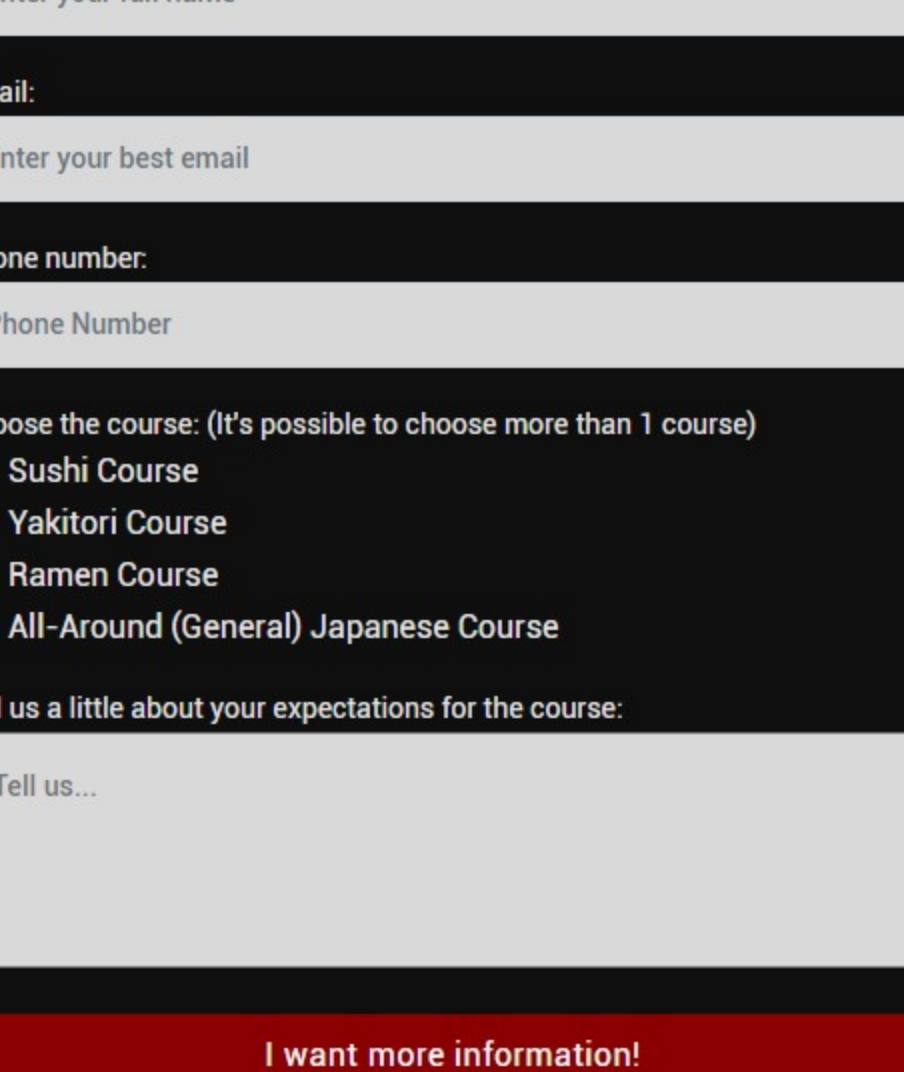 ail:
nter your best email
one number:
Phone Number
oose the course: (It's possible to choose more than 1 course)
Sushi Course
Yakitori Course
Ramen Course
All-Around (General) Japanese Course
l us a little about your expectations for the course:
Tell us...
I want more information!